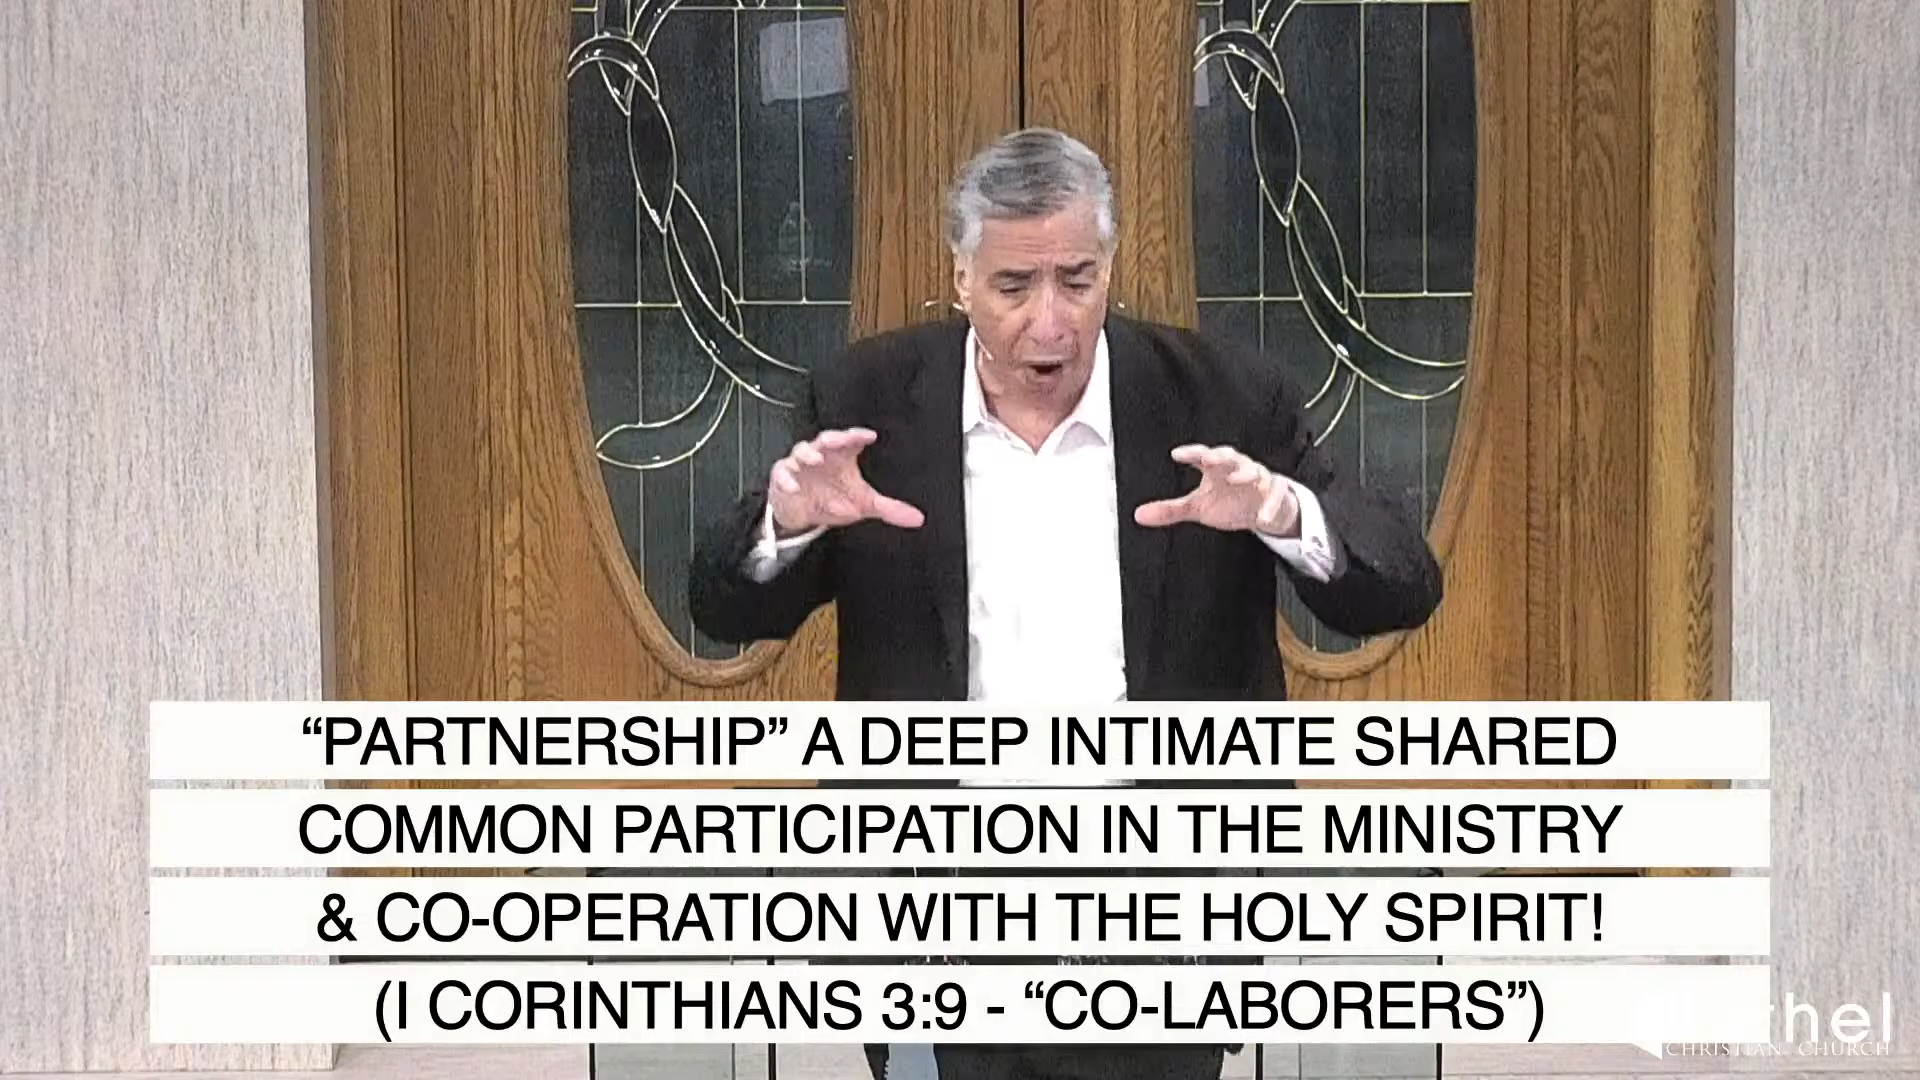 “PARTNERSHIP” A DEEP INTIMATE SHARED
COMMON PARTICIPATION IN THE MINISTRY
& CO-OPERATION WITH THE HOLY SPIRIT!
(I CORINTHIANS 3:9 - “CO-LABORERS”)
CHRISTIAN CHURCH